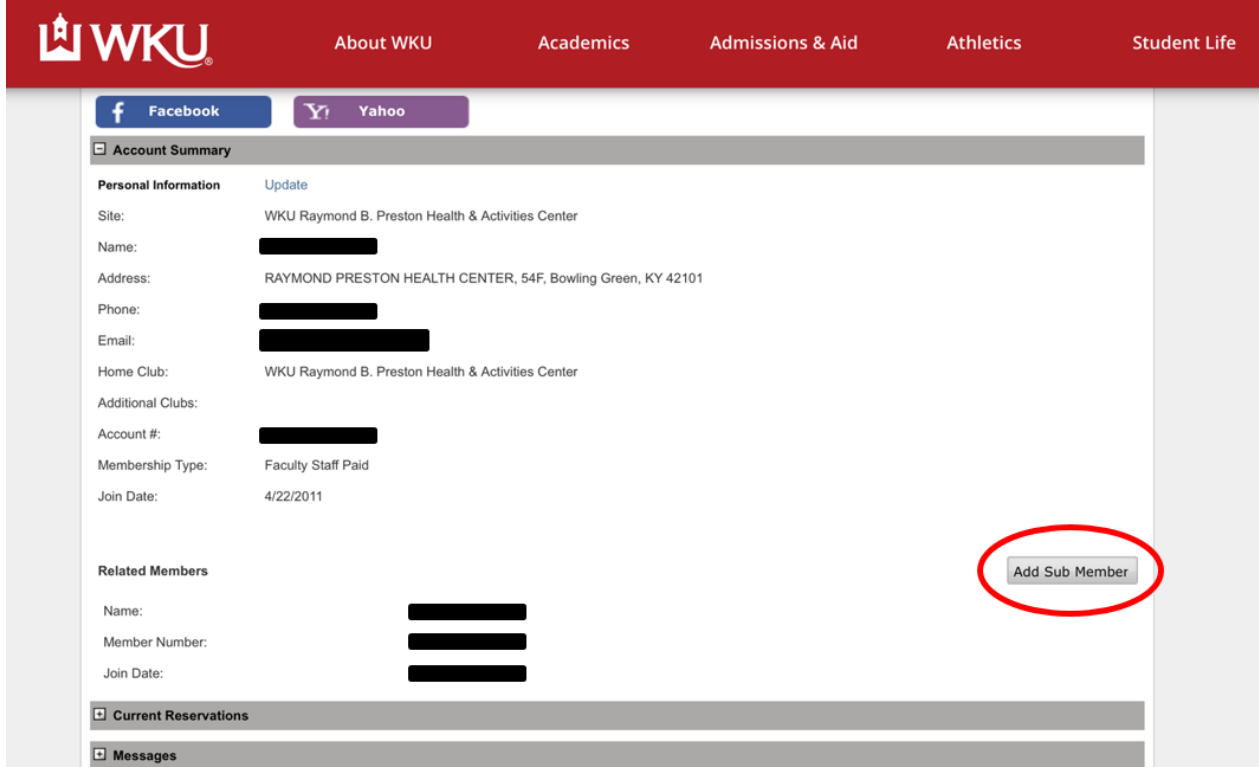 WKU®
About WKU Academics Admissions & Aid Athletics Student Life
f Facebook Y! Yahoo
Account Summary
Personal Information Update
Site: WKU Raymond B. Preston Health & Activities Center
Name:
Address: RAYMOND PRESTON HEALTH CENTER, 54F, Bowling Green, KY 42101
Phone:
Email:
Home Club: WKU Raymond B. Preston Health & Activities Center
Additional Clubs:
Account #:
Membership Type: Faculty Staff Paid
Join Date: 4/22/2011
Related Members Add Sub Member
Name:
Member Number:
Join Date:
Current Reservations
Messages